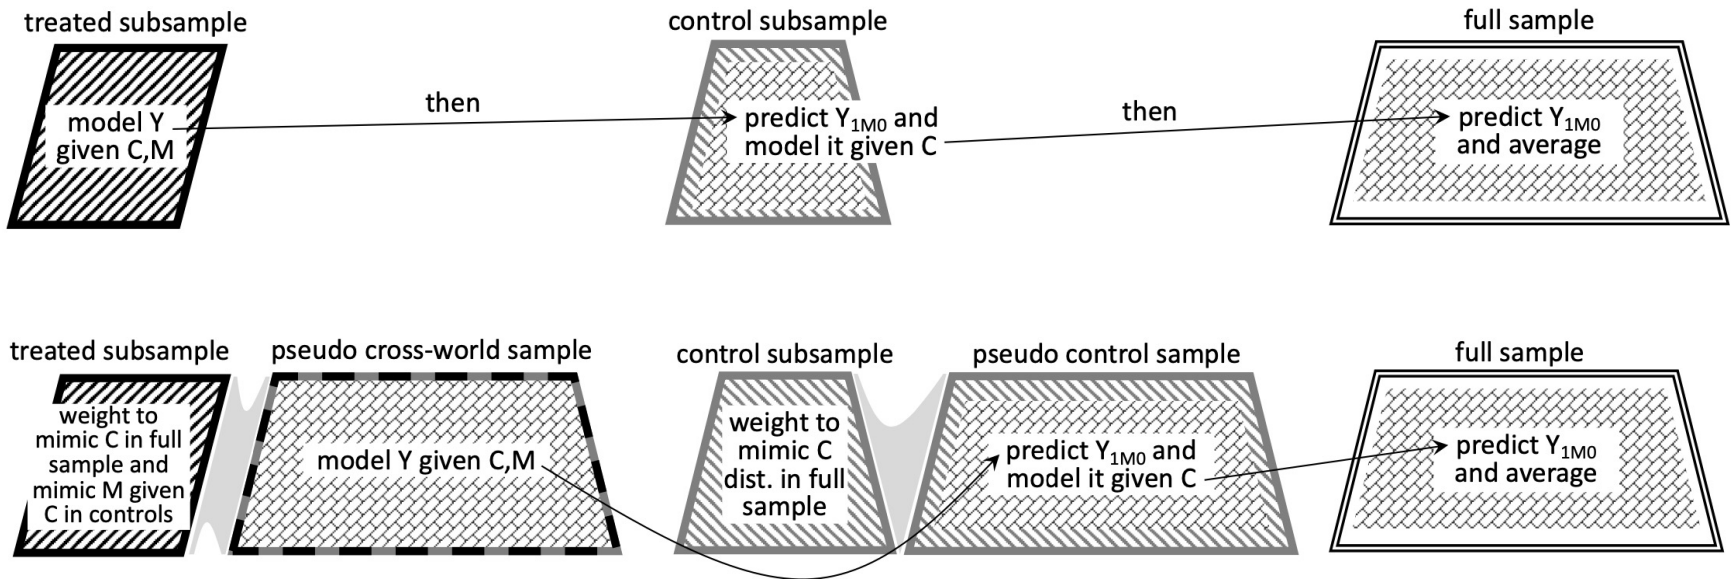 treated subsample
control subsample
full sample
model Y
given C,M
then
predict Y1M0 and
model it given C
then
predict Y1M0
and average
treated subsample
pseudo cross-world sample
control subsample
pseudo control sample
full sample
weight to
mimic C in full
sample and
mimic M given
C in controls
model Y given C,M
weight to
mimic C
dist. in full
sample
predict Y1M0 and
model it given C
predict Y1M0
and average